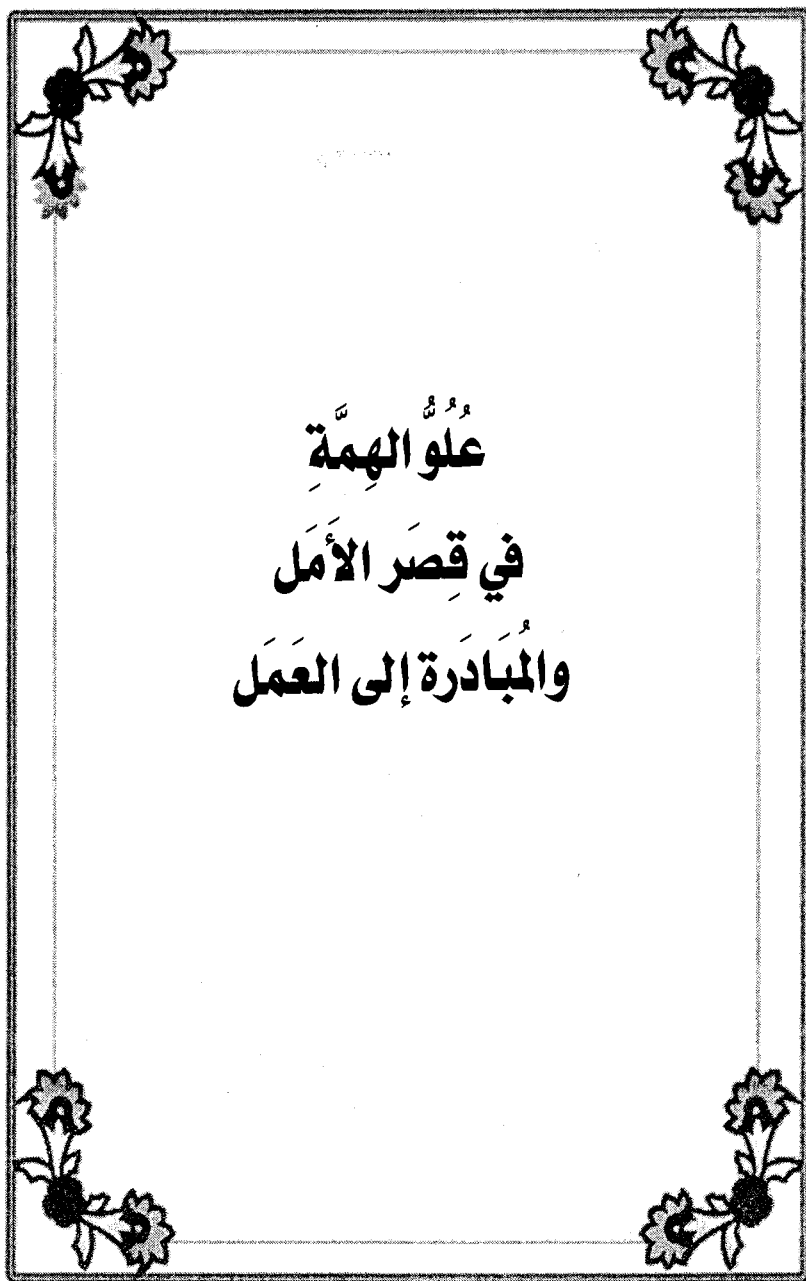 عُلُوُّ الهِمَّةِ
في قِصَر الأَمَل
والمُبَادَرة إلى العَمَل